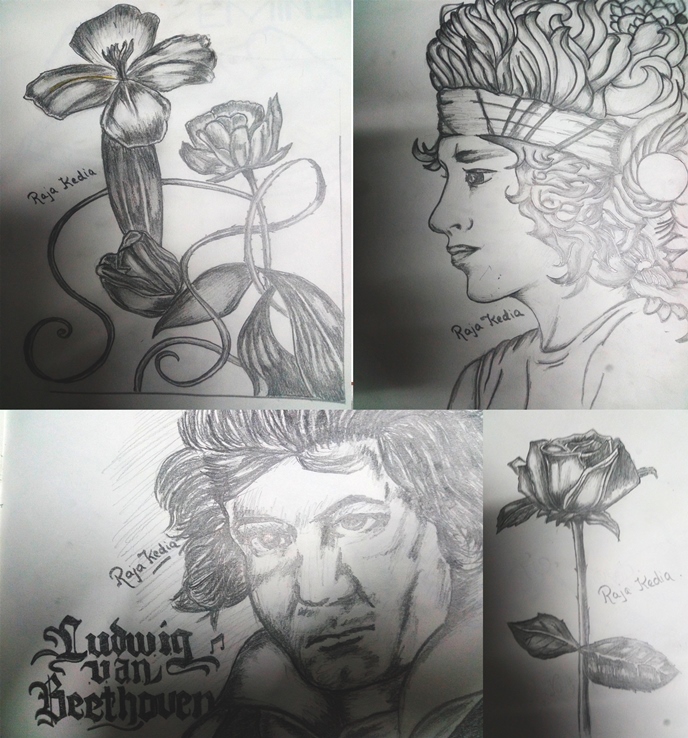 Raja Kedia
Raja Kedia
Raja Kedia
Ludwig
van
Beethoven
Raja Kedia.